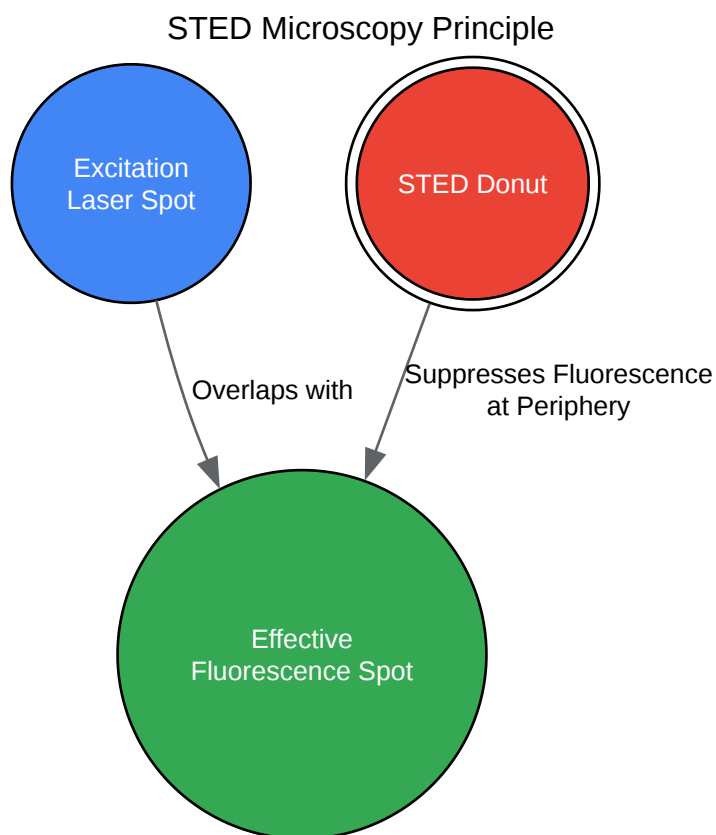 STED Microscopy Principle
Excitation
Laser Spot
STED Donut
Overlaps with
Suppresses Fluorescence
at Periphery
Effective
Fluorescence Spot